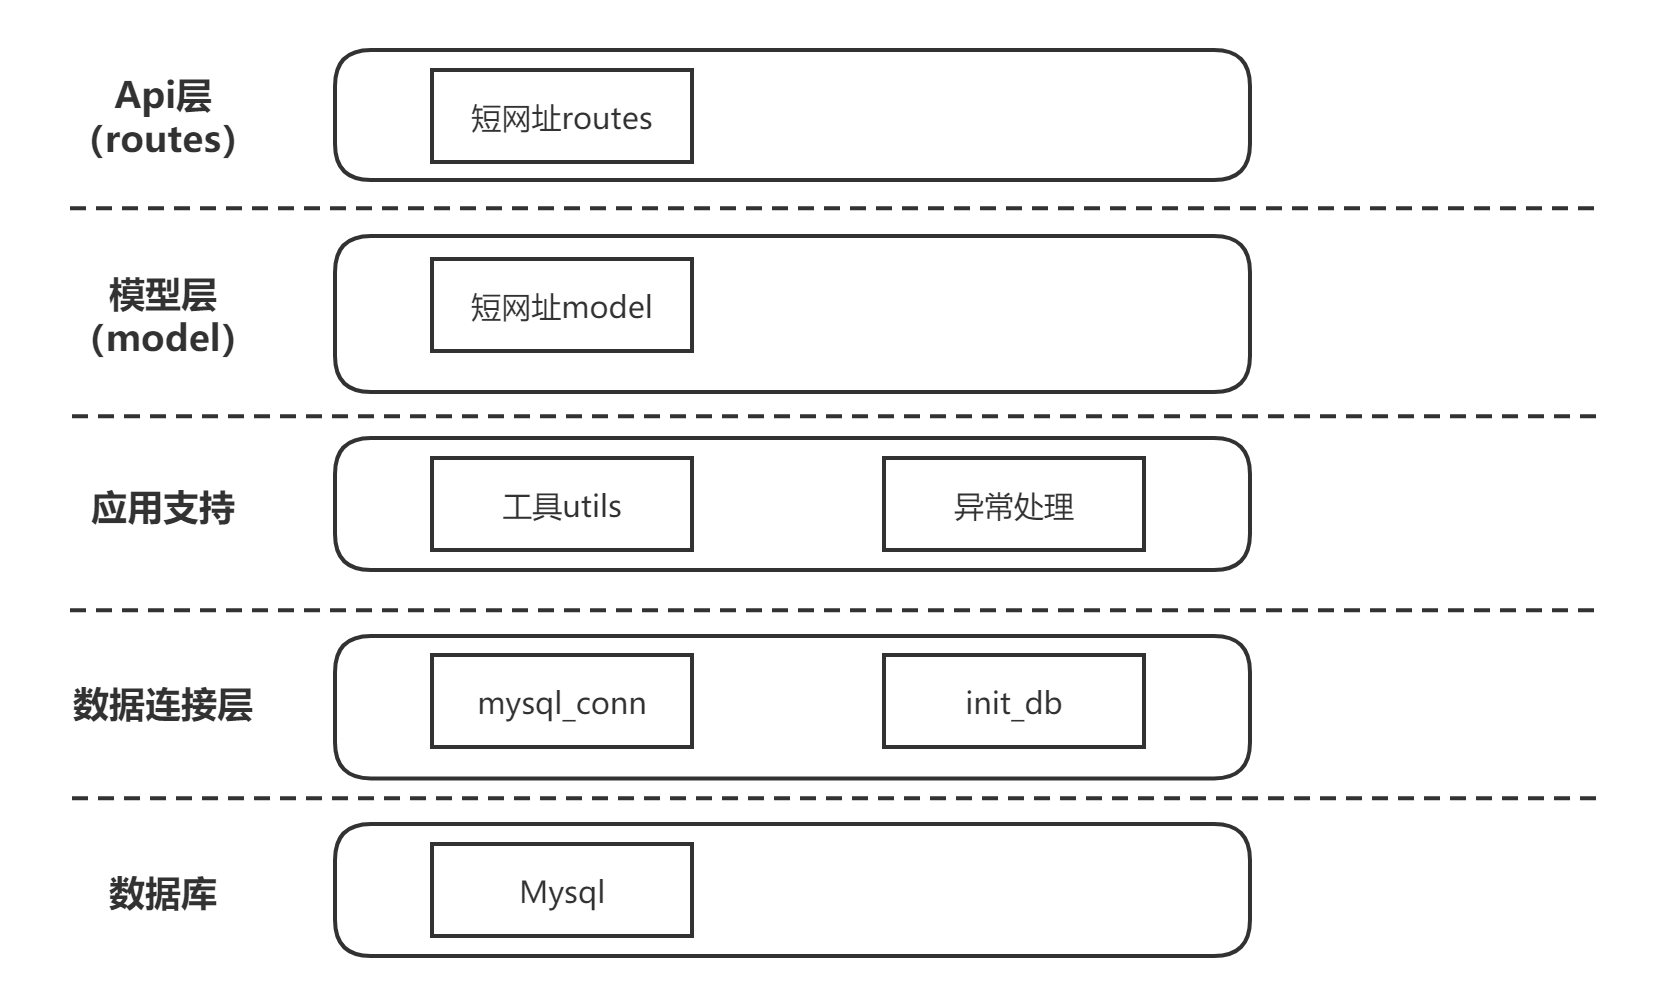 Api层
（routes）
短网址routes
模型层
（model）
短网址model
应用支持
工具utils
异常处理
数据连接层
mysql_conn
init_db
数据库
Mysql